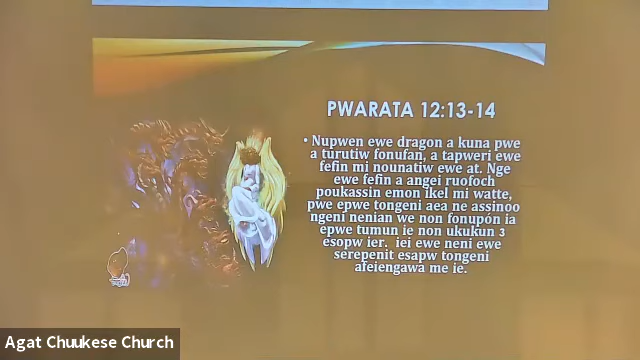 PWARATA 12:13-14
• Nupwen ewe dragon a kuna pwe
a tūrutiw fonufan, a tapweri ewe
fefin mi nounatiw ewe at. Nge
ewe fefin a angei ruofoch
poukassin emon ikel mi watte,
pwe epwe tongeni aea ne assinoo
ngeni nenian we non fonupón ia
epwe tumun ie non ukukun 3
esopw ier. iei ewe neni ewe
serepenit esapw tongeni
afeiengawa me ie.
Agat Chuukese Church